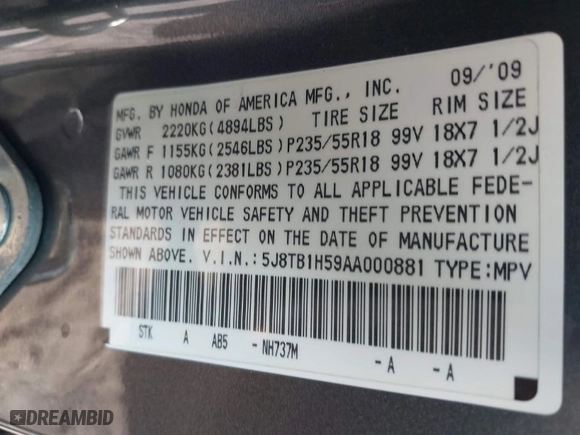 MFG. BY HONDA OF AMERICA MFG., INC. 09/'09
GVWR 2220KG(4894LBS) TIRE SIZE RIM SIZE
GAWR F 1155KG(2546LBS)P235/55R18 99V 18X7 1/2J
GAWR R 1080KG(2381LBS)P235/55R18 99V 18X7 1/2J
THIS VEHICLE CONFORMS TO ALL APPLICABLE FEDE-
RAL MOTOR VEHICLE SAFETY AND THEFT PREVENTION
STANDARDS IN EFFECT ON THE DATE OF MANUFACTURE
SHOWN ABOVE. V.I.N.:5J8TB1H59AA000881 TYPE:MPV
STK A AB5 - NH737M -A -A
DREAMBID